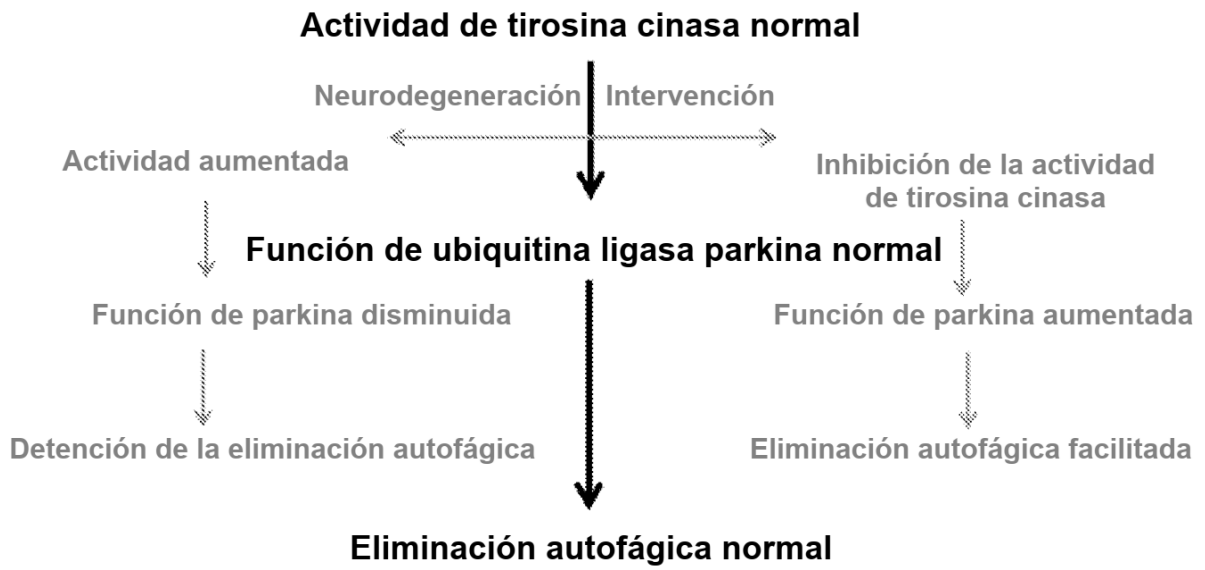 Actividad de tirosina cinasa normal
Neurodegeneración Intervención
Actividad aumentada
Inhibición de la actividad
de tirosina cinasa
Función de ubiquitina ligasa parkina normal
Función de parkina disminuida
Función de parkina aumentada
Detención de la eliminación autofágica
Eliminación autofágica facilitada
Eliminación autofágica normal